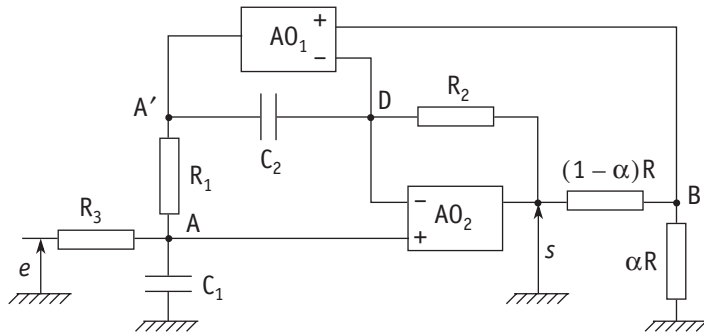 AO₁
+
−
A′
D
R₂
C₂
R₁
(1 − α)R
B
−
AO₂
+
R₃
A
e
C₁
s
αR